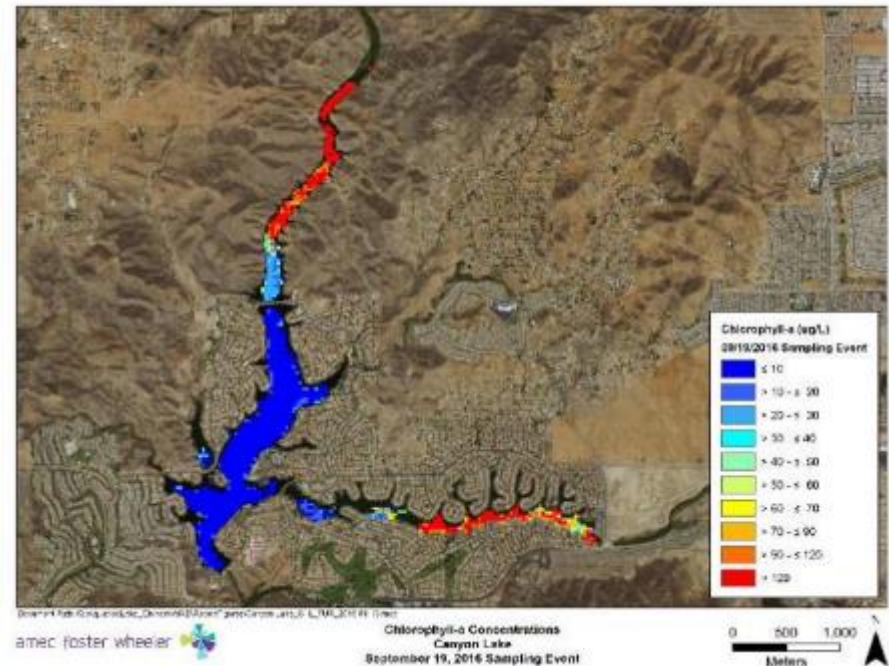 Chlorophyll-a (ug/L)
09/19/2016 Sampling Event
≤ 10
> 10 - ≤ 20
> 20 - ≤ 30
> 30 - ≤ 40
> 40 - ≤ 50
> 50 - ≤ 60
> 60 - ≤ 70
> 70 - ≤ 90
> 90 - ≤ 120
> 120
amec foster wheeler
Chlorophyll-a Concentrations
Canyon Lake
September 19, 2016 Sampling Event
0 500 1,000
Meters
N